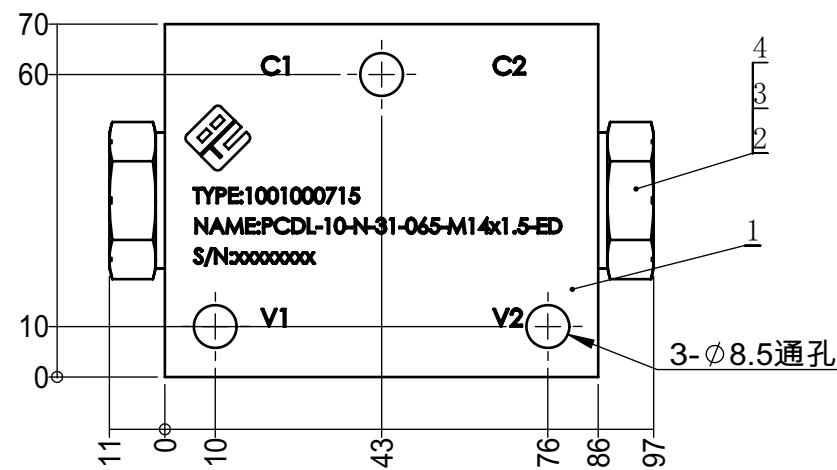 70
60
C1
C2
4
3
2
TYPE:1001000715
NAME:PCDL-10-N-31-065-M14x1.5-ED
S/N:xxxxxxxx
1
10
V1
V2
3-∅8.5通孔
0
11
0
10
43
76
86
97